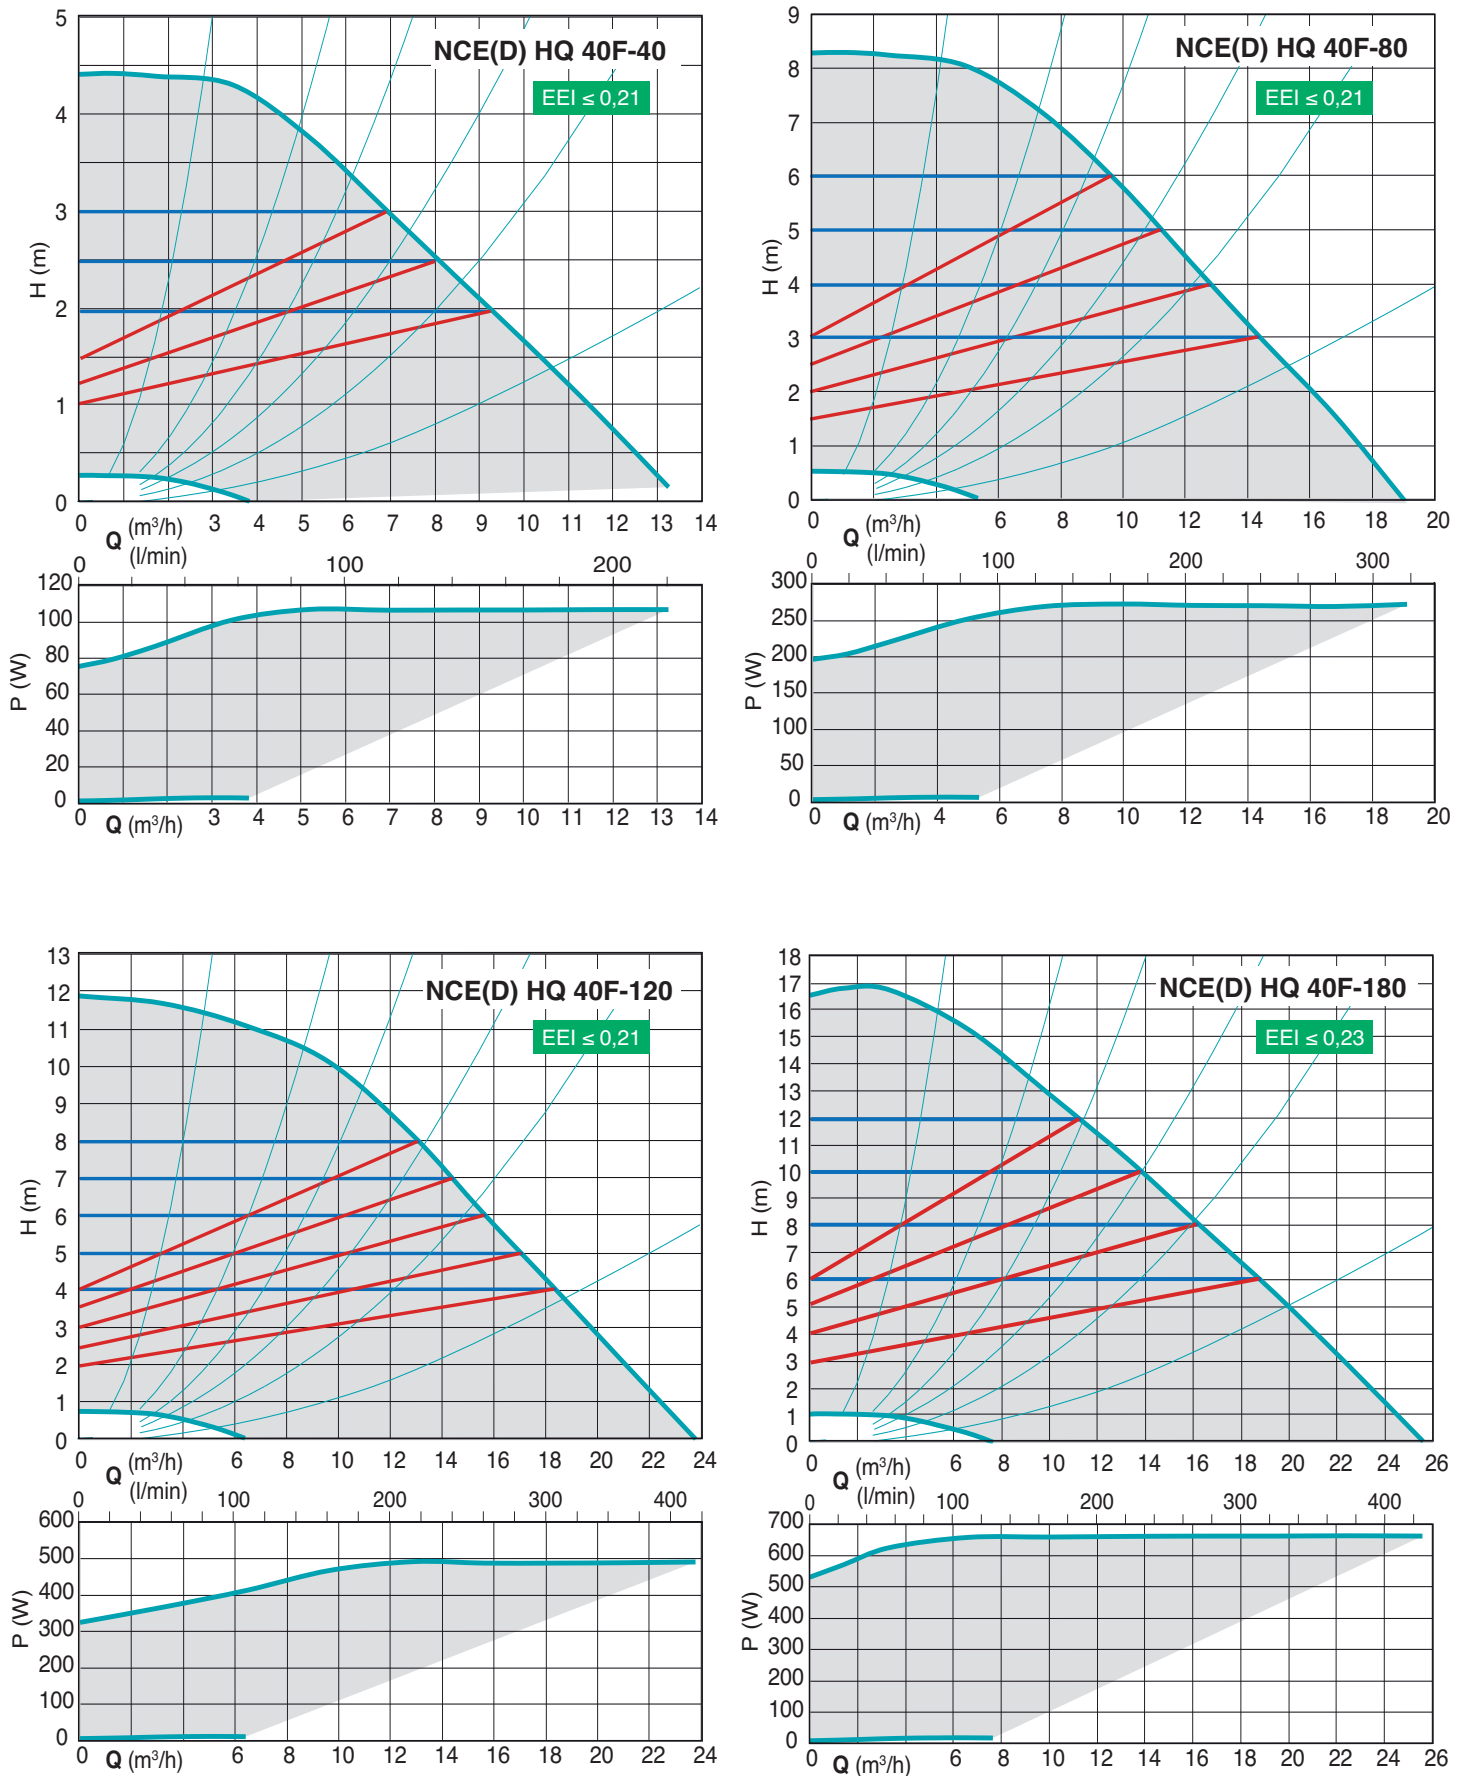 NCE(D) HQ 40F-40
EEI ≤ 0,21
H (m)
5
4
3
2
1
0
0 3 4 5 6 7 8 9 10 11 12 13 14
Q (m³/h)
(l/min)
0 100 200
P (W)
120
100
80
60
40
20
0
0 3 4 5 6 7 8 9 10 11 12 13 14
Q (m³/h)
NCE(D) HQ 40F-80
EEI ≤ 0,21
H (m)
9
8
7
6
5
4
3
2
1
0
0 6 8 10 12 14 16 18 20
Q (m³/h)
(l/min)
0 100 200 300
P (W)
300
250
200
150
100
50
0
0 4 6 8 10 12 14 16 18 20
Q (m³/h)
NCE(D) HQ 40F-120
EEI ≤ 0,21
H (m)
13
12
11
10
9
8
7
6
5
4
3
2
1
0
0 6 8 10 12 14 16 18 20 22 24
Q (m³/h)
(l/min)
0 100 200 300 400
P (W)
600
500
400
300
200
100
0
0 6 8 10 12 14 16 18 20 22 24
Q (m³/h)
NCE(D) HQ 40F-180
EEI ≤ 0,23
H (m)
18
17
16
15
14
13
12
11
10
9
8
7
6
5
4
3
2
1
0
0 6 8 10 12 14 16 18 20 22 24 26
Q (m³/h)
(l/min)
0 100 200 300 400
P (W)
700
600
500
400
300
200
100
0
0 6 8 10 12 14 16 18 20 22 24 26
Q (m³/h)